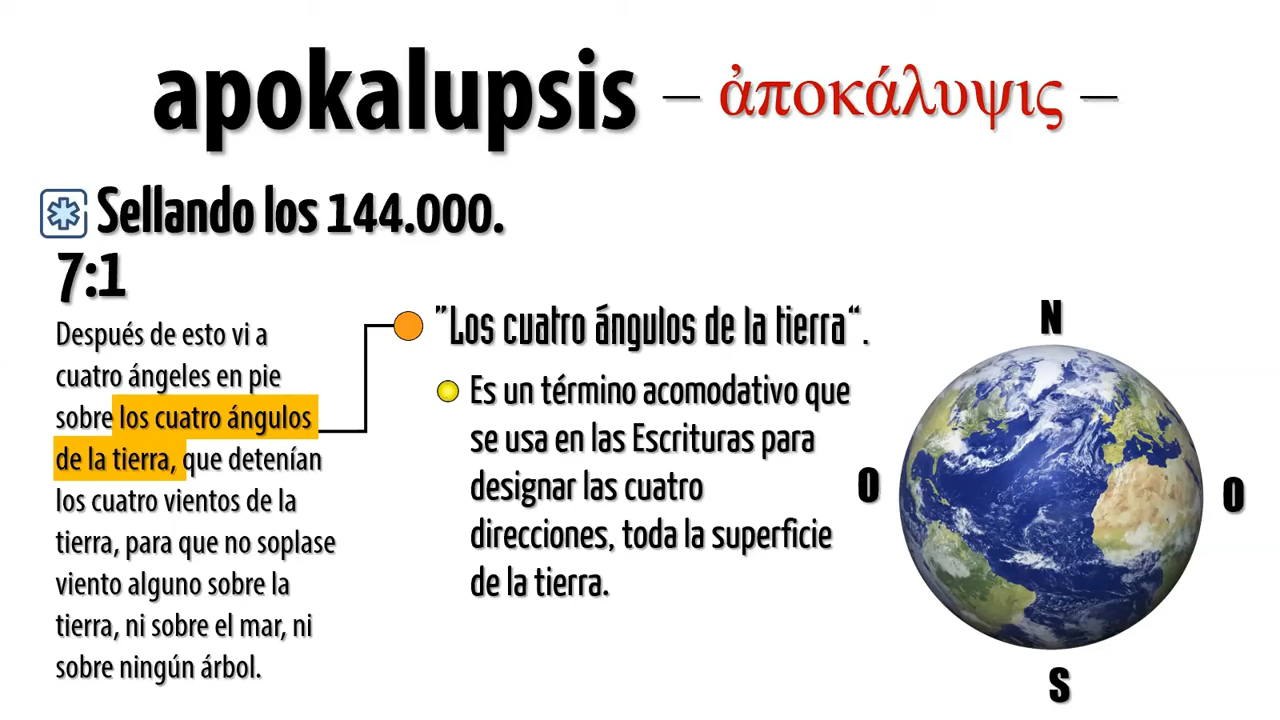 apokalupsis – ἀποκάλυψις –
Sellando los 144.000.
7:1
Después de esto vi a
cuatro ángeles en pie
sobre los cuatro ángulos
de la tierra, que detenían
los cuatro vientos de la
tierra, para que no soplase
viento alguno sobre la
tierra, ni sobre el mar, ni
sobre ningún árbol.
"Los cuatro ángulos de la tierra“.
Es un término acomodativo que
se usa en las Escrituras para
designar las cuatro
direcciones, toda la superficie
de la tierra.
N
O
O
S